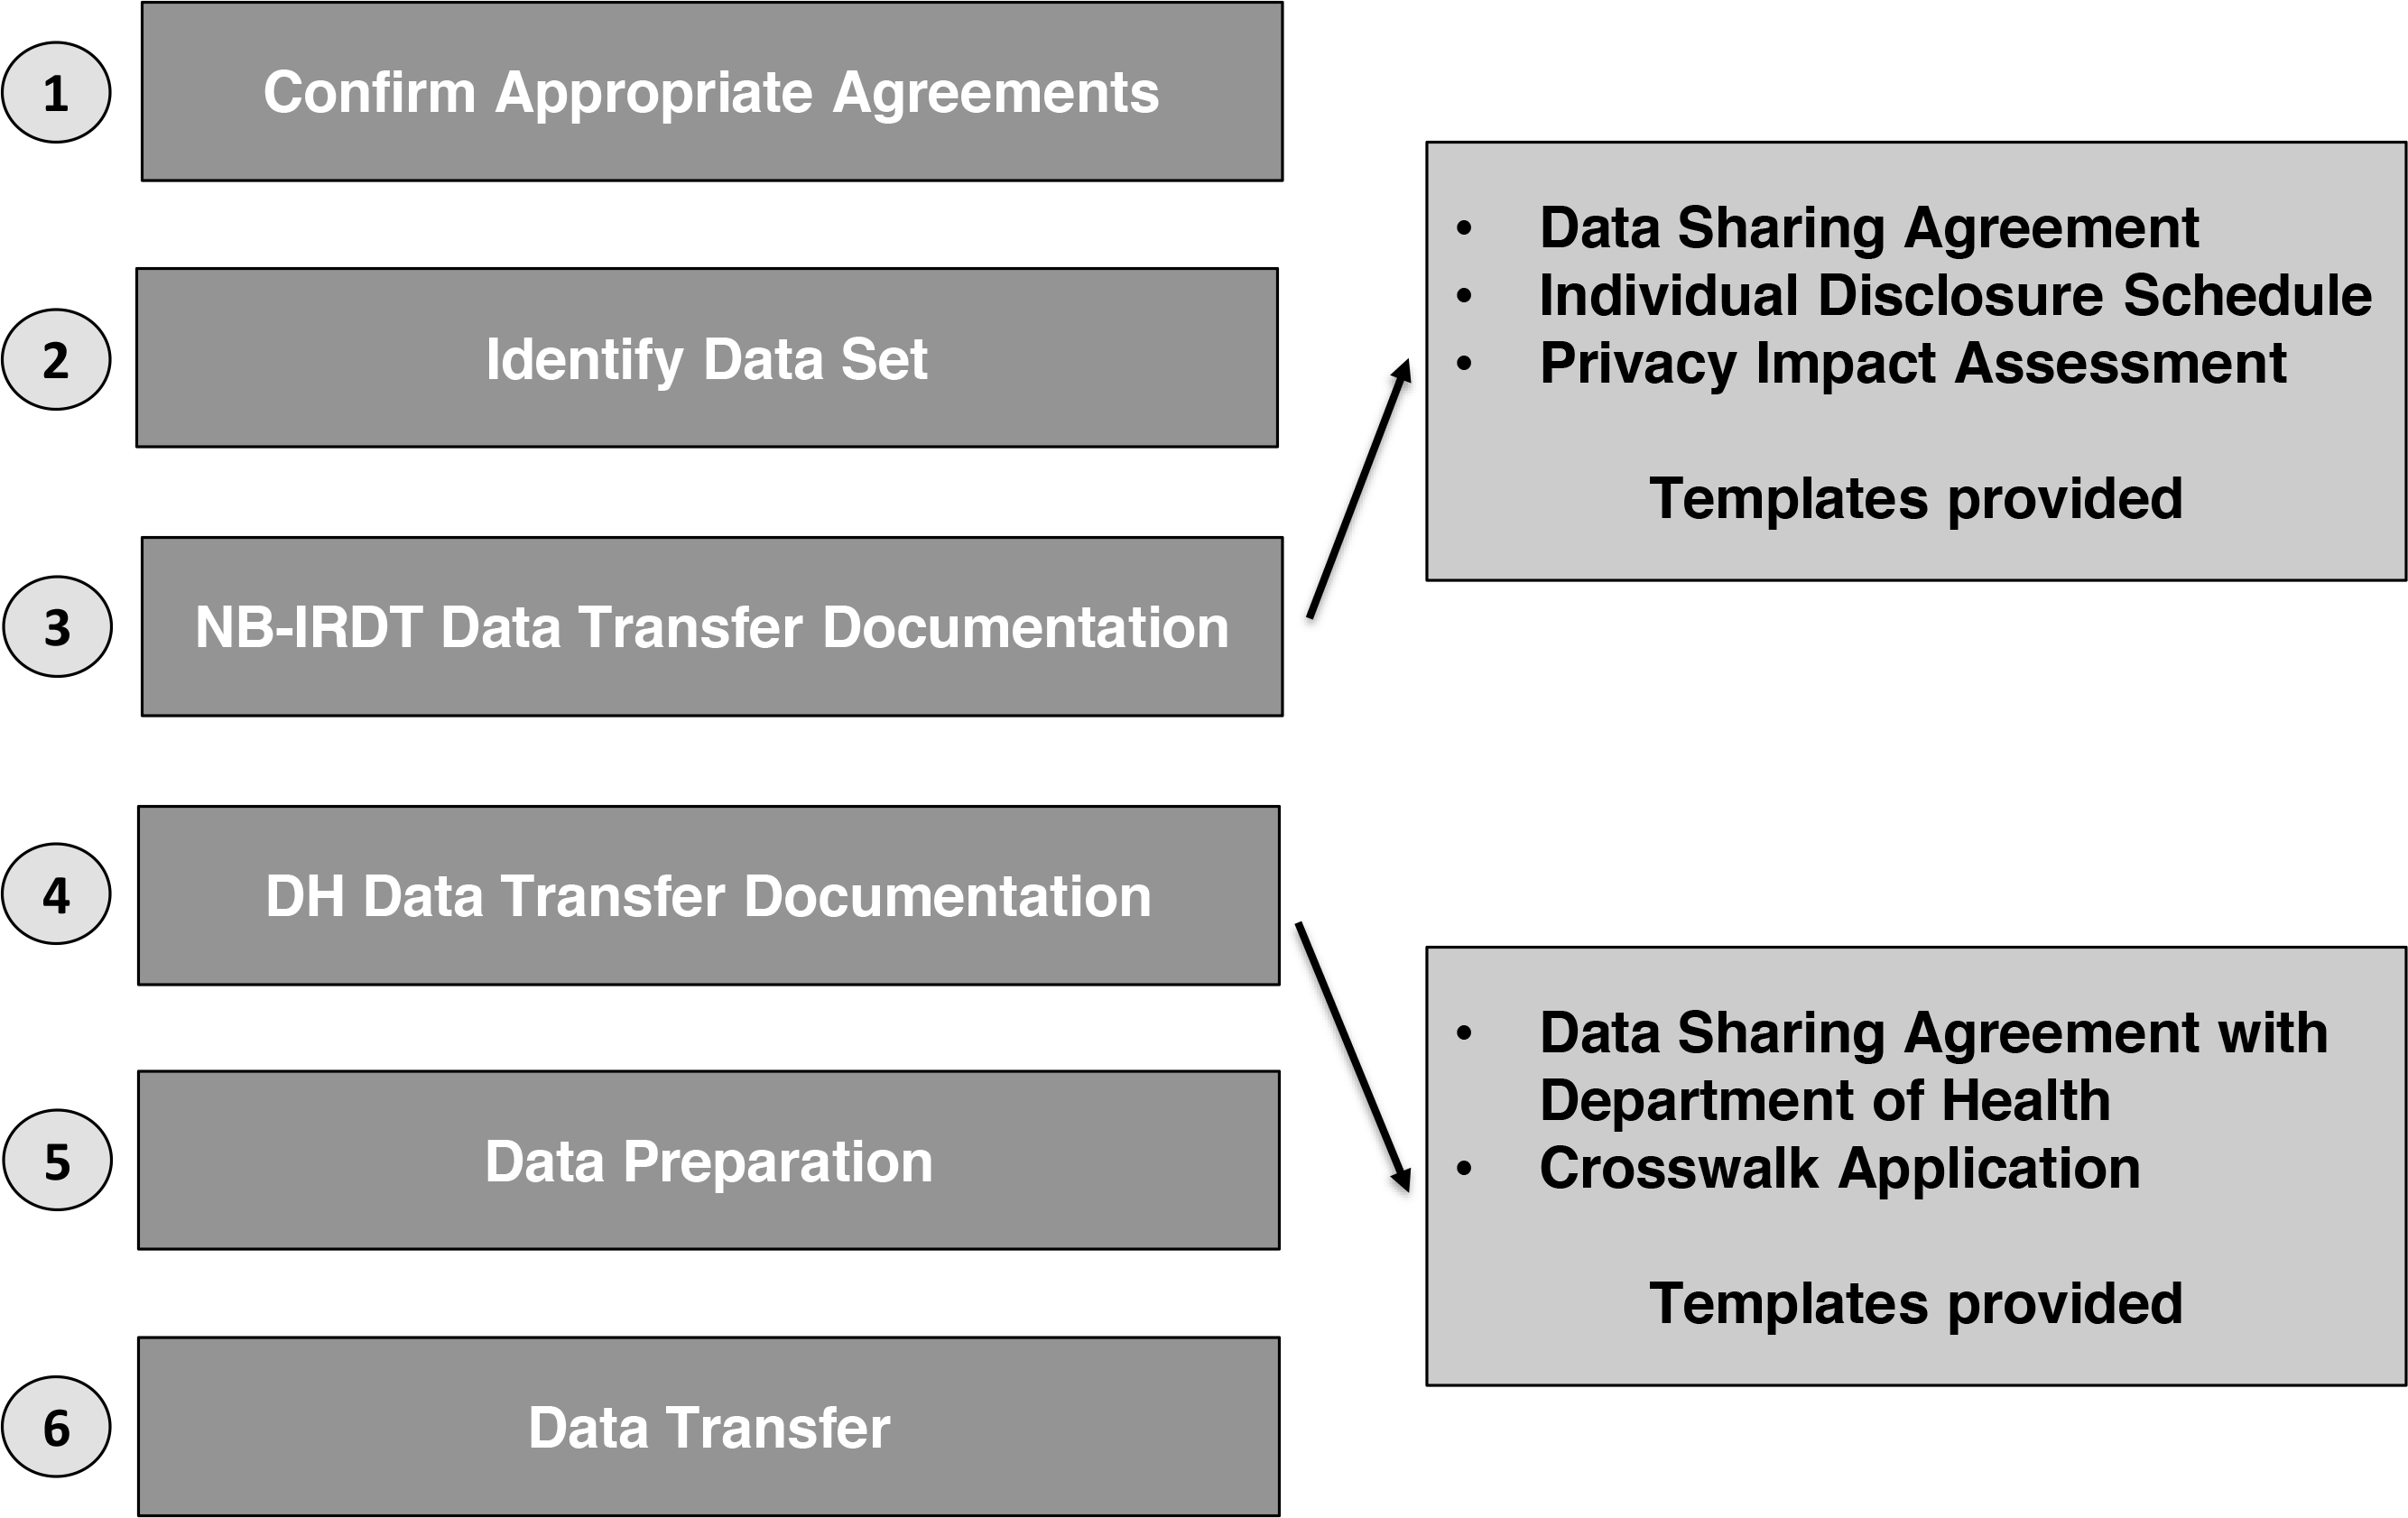 1
Confirm Appropriate Agreements
2
Identify Data Set
3
NB-IRDT Data Transfer Documentation
• Data Sharing Agreement
• Individual Disclosure Schedule
• Privacy Impact Assessment
Templates provided
4
DH Data Transfer Documentation
• Data Sharing Agreement with
Department of Health
• Crosswalk Application
Templates provided
5
Data Preparation
6
Data Transfer